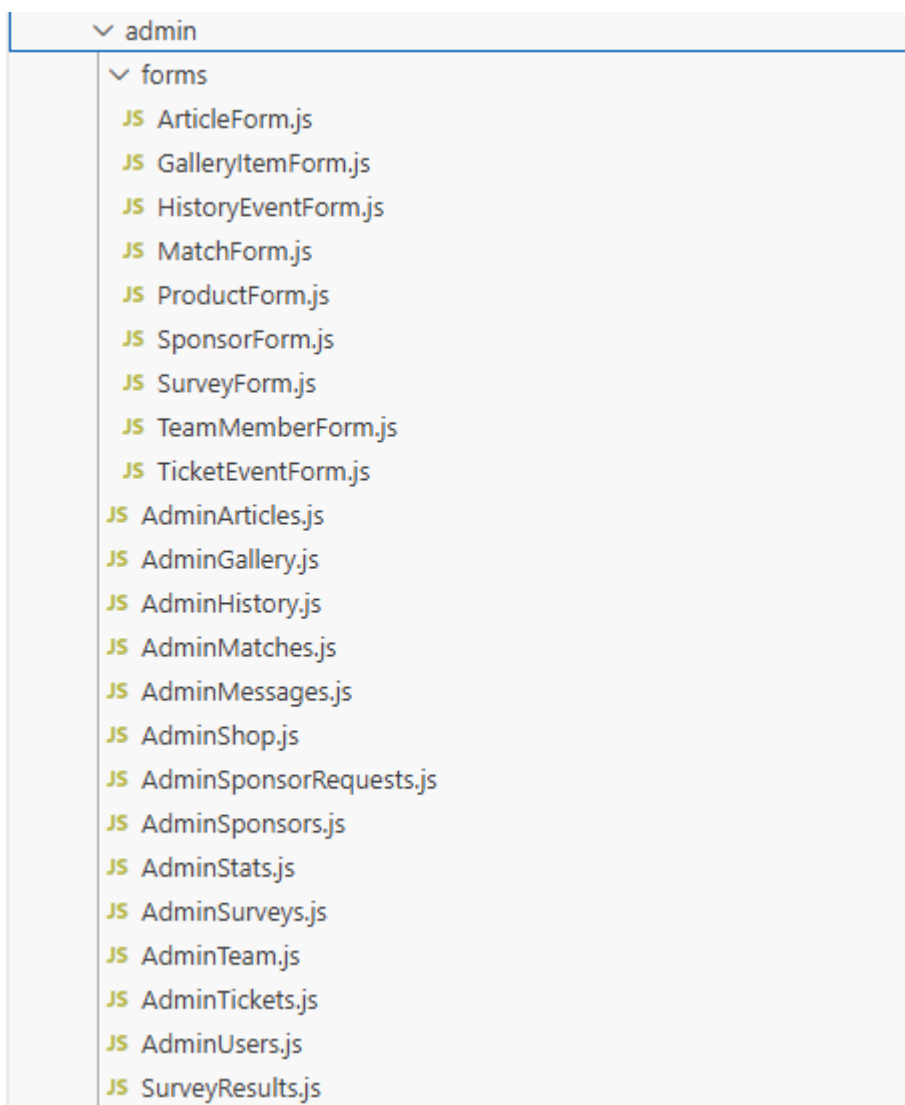 admin
forms
JS ArticleForm.js
JS GalleryItemForm.js
JS HistoryEventForm.js
JS MatchForm.js
JS ProductForm.js
JS SponsorForm.js
JS SurveyForm.js
JS TeamMemberForm.js
JS TicketEventForm.js
JS AdminArticles.js
JS AdminGallery.js
JS AdminHistory.js
JS AdminMatches.js
JS AdminMessages.js
JS AdminShop.js
JS AdminSponsorRequests.js
JS AdminSponsors.js
JS AdminStats.js
JS AdminSurveys.js
JS AdminTeam.js
JS AdminTickets.js
JS AdminUsers.js
JS SurveyResults.js